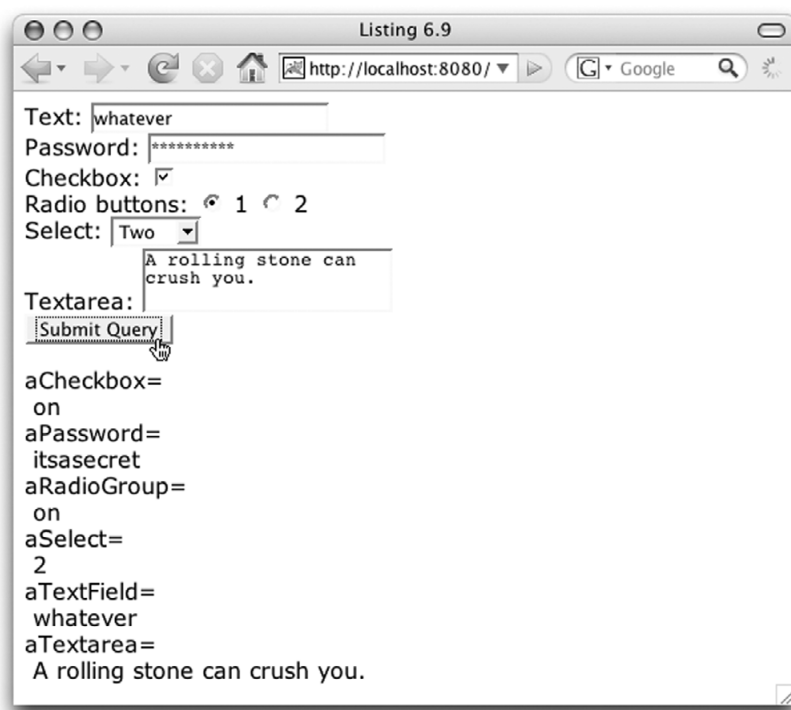 Listing 6.9
http://localhost:8080/ G Google
Text: whatever
Password: **********
Checkbox:
Radio buttons: 1 2
Select: Two
A rolling stone can
crush you.
Textarea:
Submit Query
aCheckbox=
on
aPassword=
itsasecret
aRadioGroup=
on
aSelect=
2
aTextField=
whatever
aTextarea=
A rolling stone can crush you.